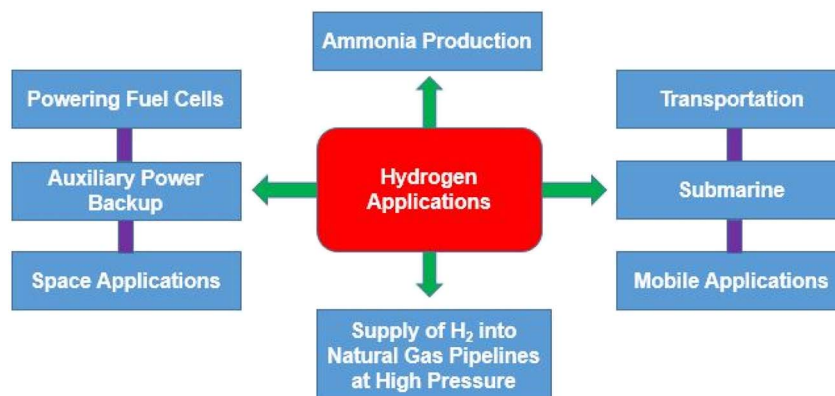 Ammonia Production
Powering Fuel Cells
Transportation
Hydrogen
Applications
Auxiliary Power
Backup
Submarine
Space Applications
Mobile Applications
Supply of H₂ into
Natural Gas Pipelines
at High Pressure